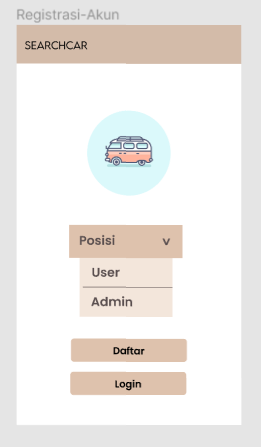 Registrasi-Akun
SEARCHCAR
Posisi v
User
Admin
Daftar
Login